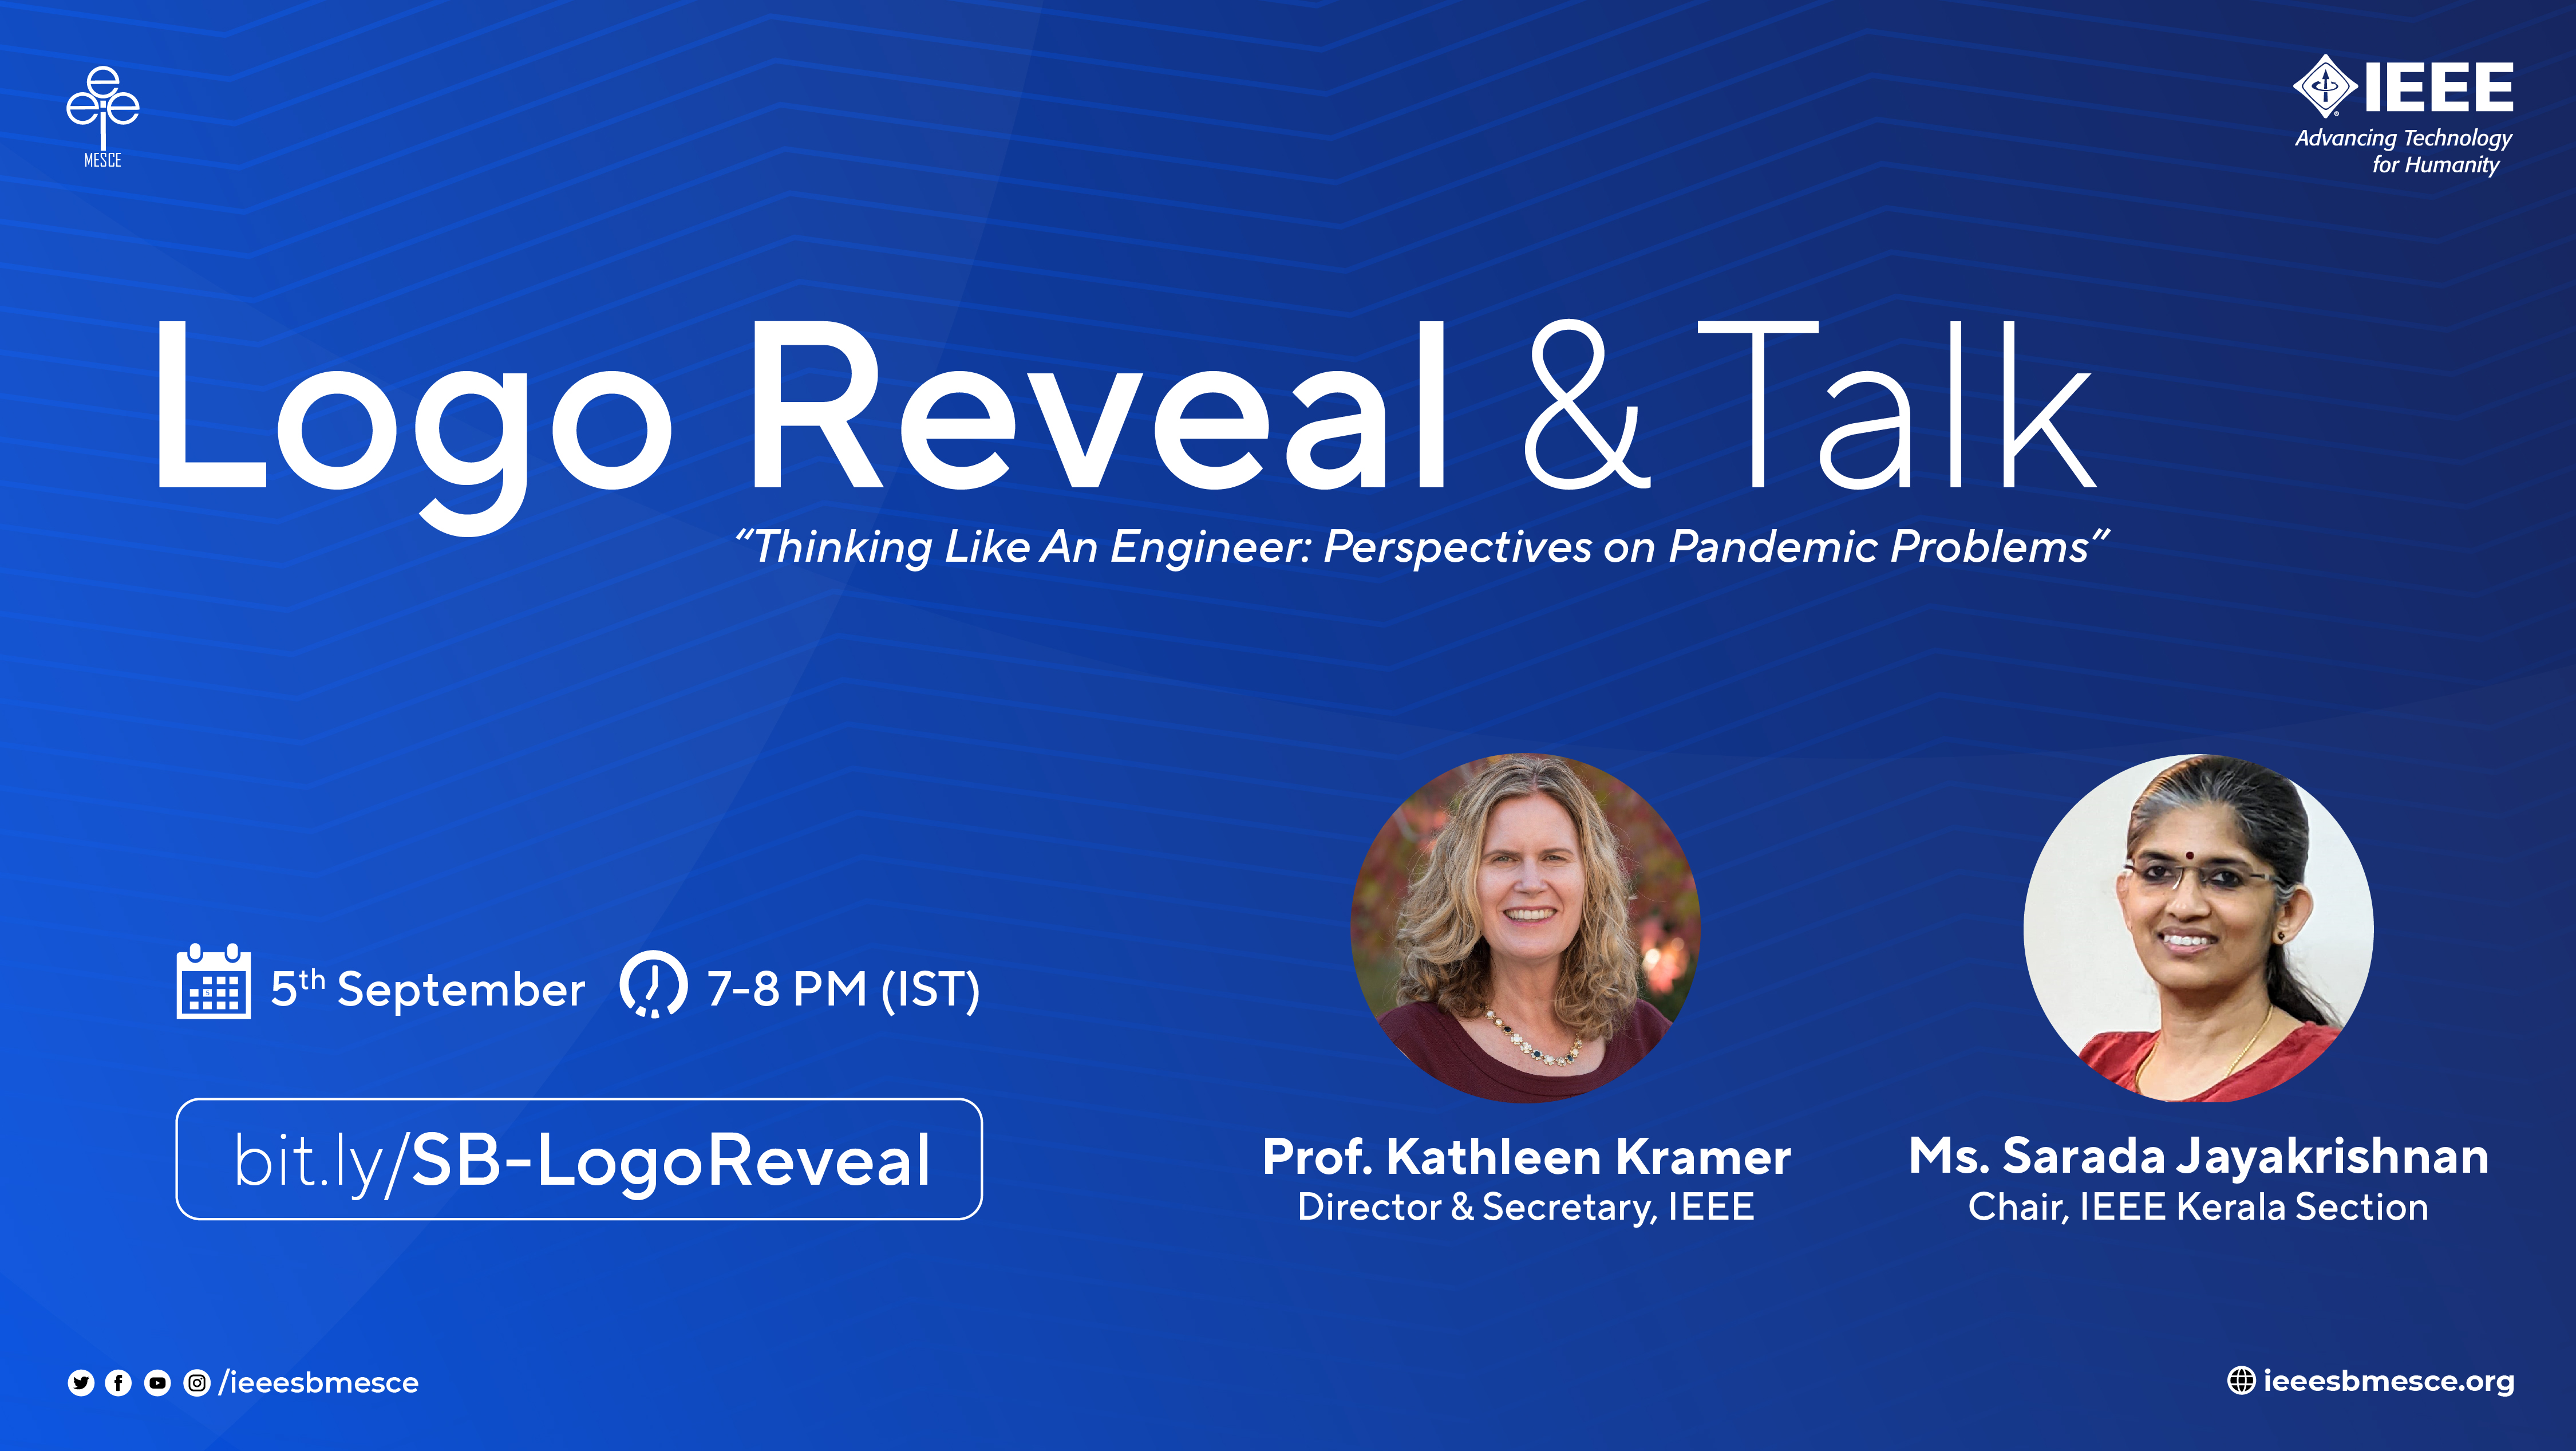 eee
MESCE
IEEE
Advancing Technology
for Humanity
Logo Reveal & Talk
“Thinking Like An Engineer: Perspectives on Pandemic Problems”
5th September
7-8 PM (IST)
bit.ly/SB-LogoReveal
Prof. Kathleen Kramer
Director & Secretary, IEEE
Ms. Sarada Jayakrishnan
Chair, IEEE Kerala Section
/ieeesbmesce
ieeesbmesce.org